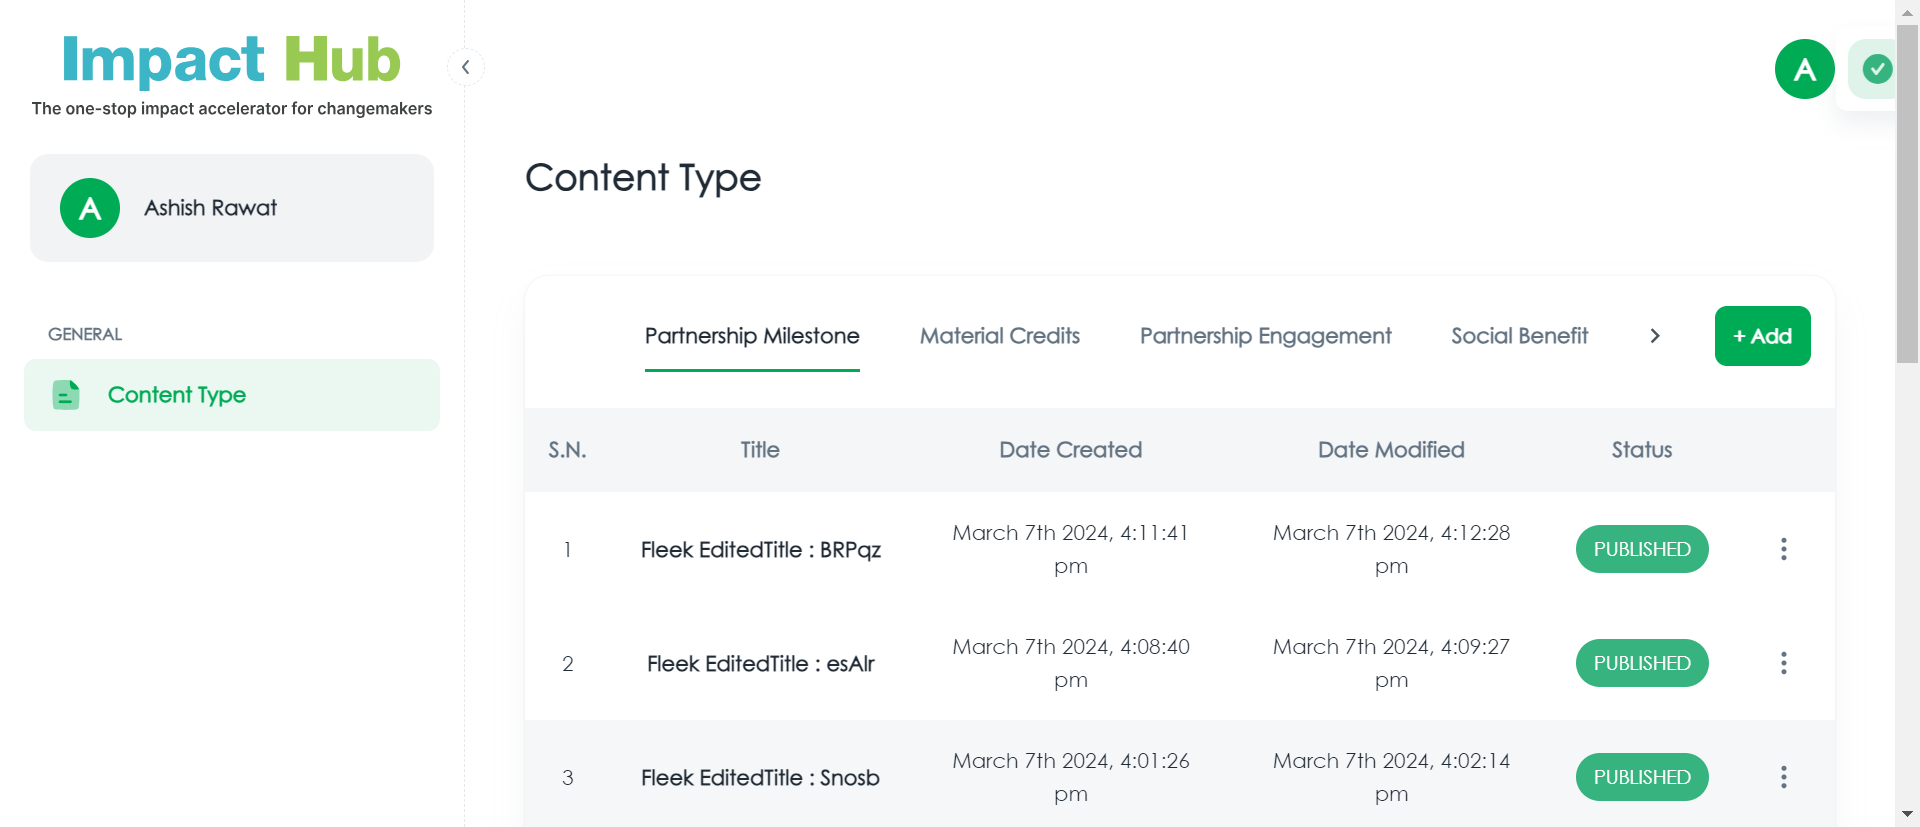 Impact Hub
The one-stop impact accelerator for changemakers
A
A
Ashish Rawat
Content Type
GENERAL
Content Type
Partnership Milestone
Material Credits
Partnership Engagement
Social Benefit
+ Add
S.N. Title Date Created Date Modified Status
1 Fleek EditedTitle : BRPqz March 7th 2024, 4:11:41 pm March 7th 2024, 4:12:28 pm PUBLISHED
2 Fleek EditedTitle : esAlr March 7th 2024, 4:08:40 pm March 7th 2024, 4:09:27 pm PUBLISHED
3 Fleek EditedTitle : Snosb March 7th 2024, 4:01:26 pm March 7th 2024, 4:02:14 pm PUBLISHED